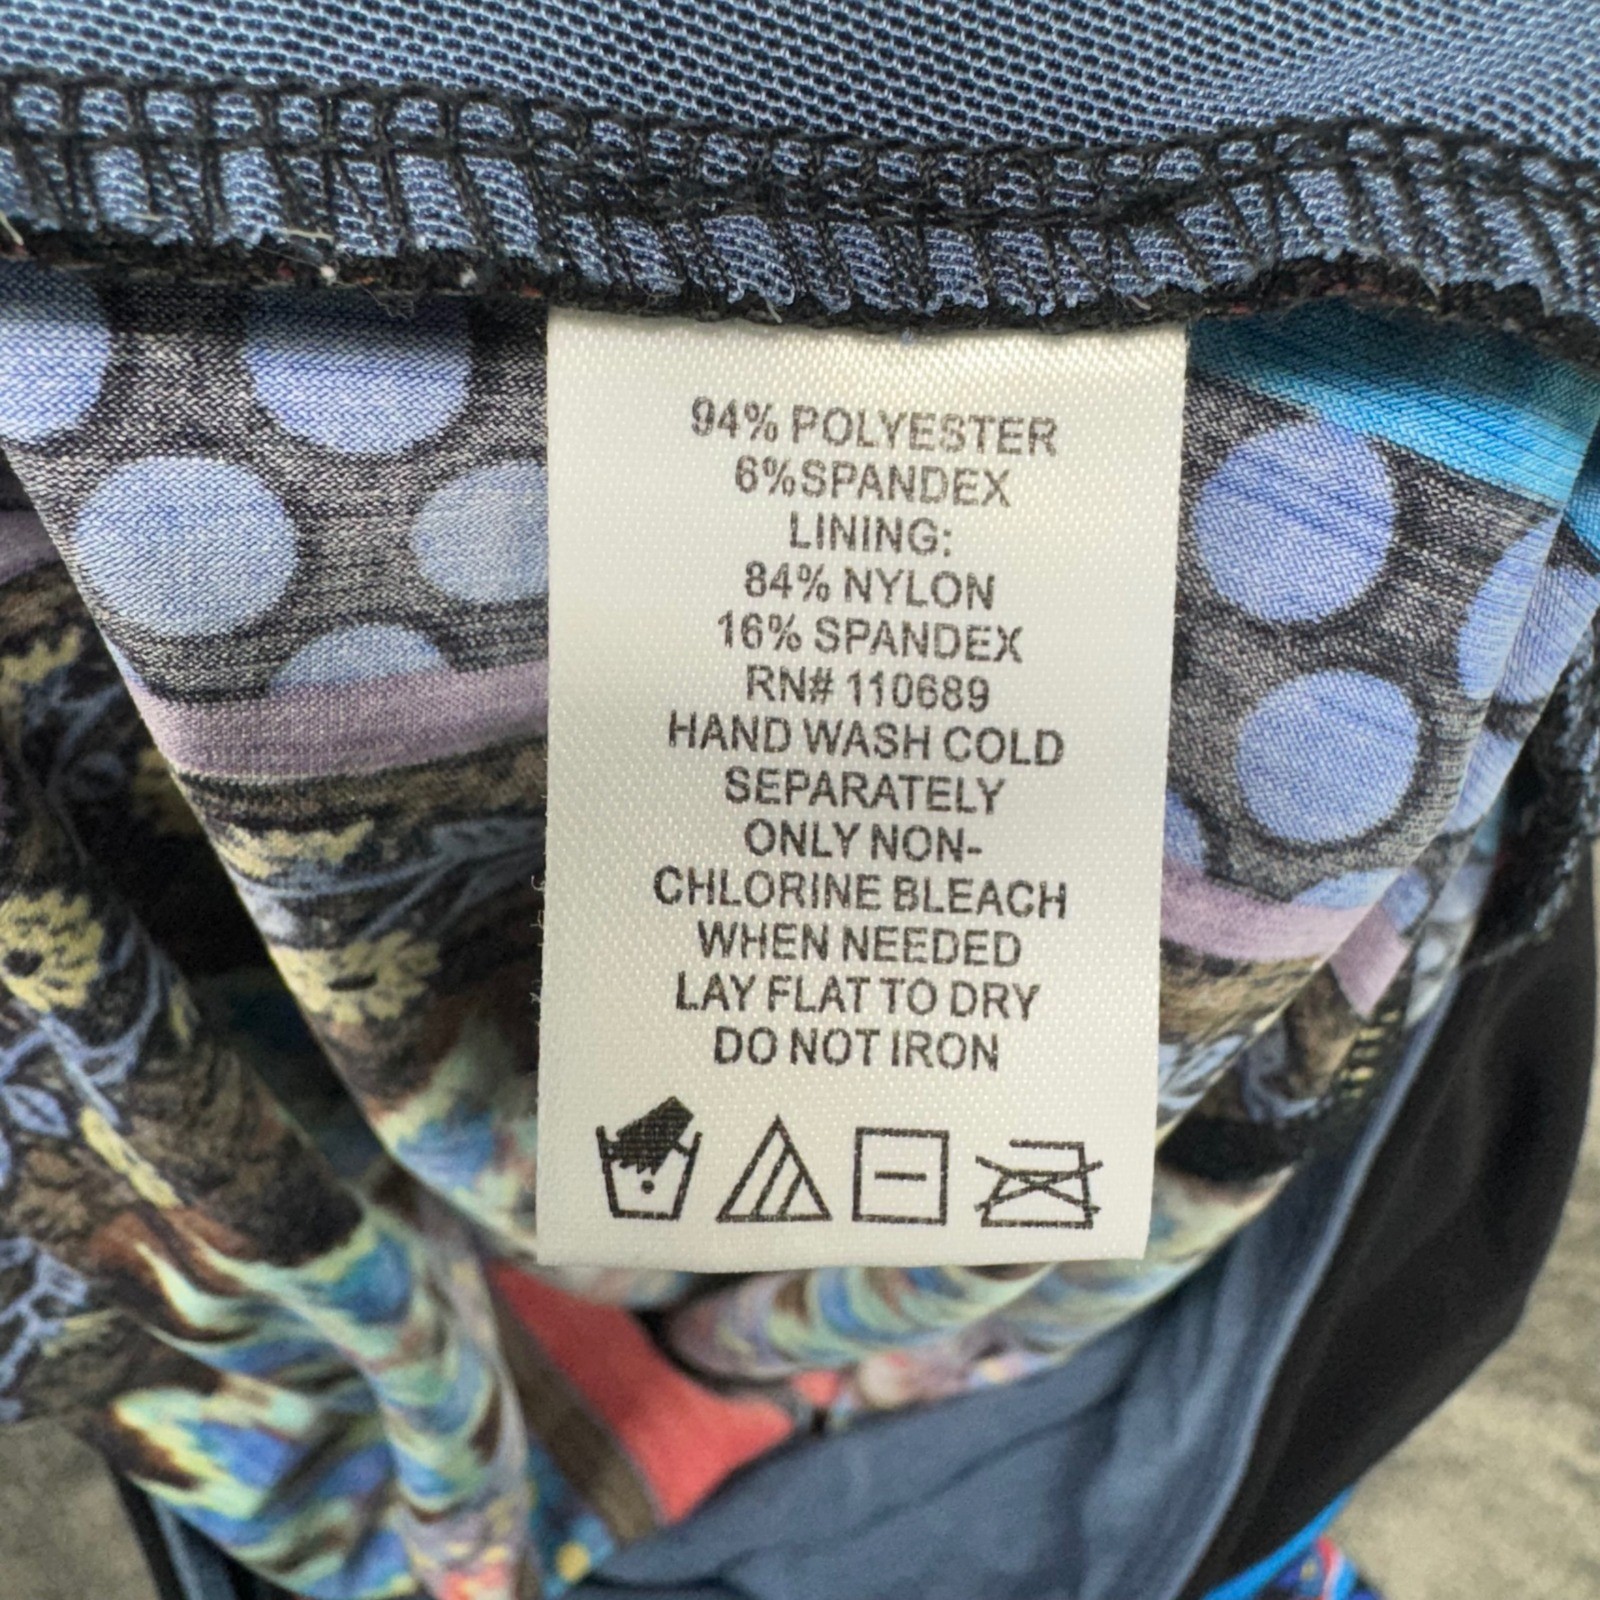 94% POLYESTER
6%SPANDEX
LINING:
84% NYLON
16% SPANDEX
RN# 110689
HAND WASH COLD
SEPARATELY
ONLY NON-
CHLORINE BLEACH
WHEN NEEDED
LAY FLAT TO DRY
DO NOT IRON